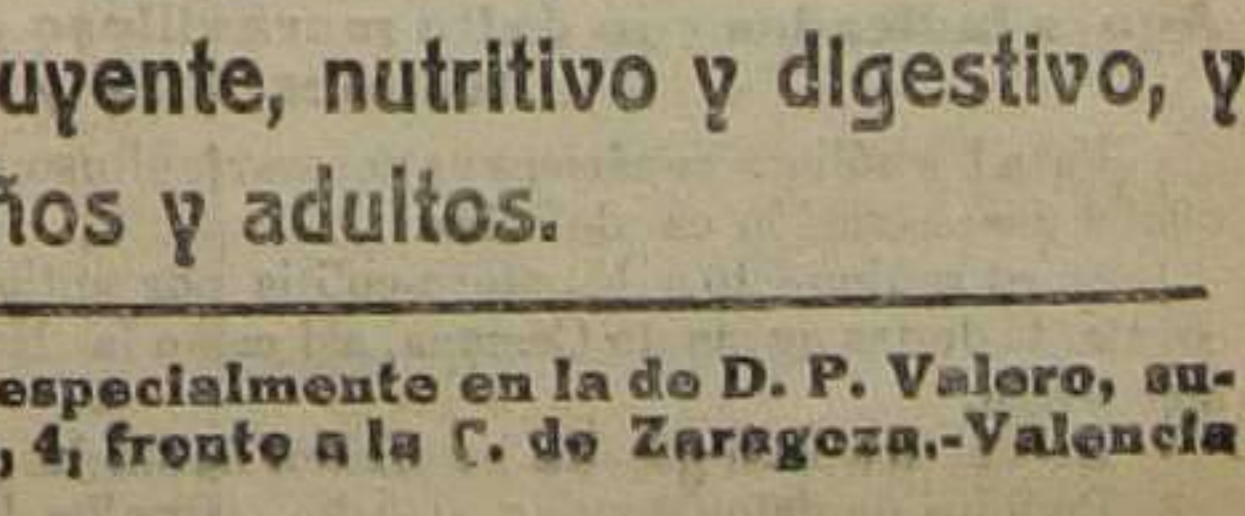 uyente, nutritivo y digestivo, y
ños y adultos.
especialmente en la de D. P. Valero, su-
, 4, frente a la C. de Zaragoza.-Valencia